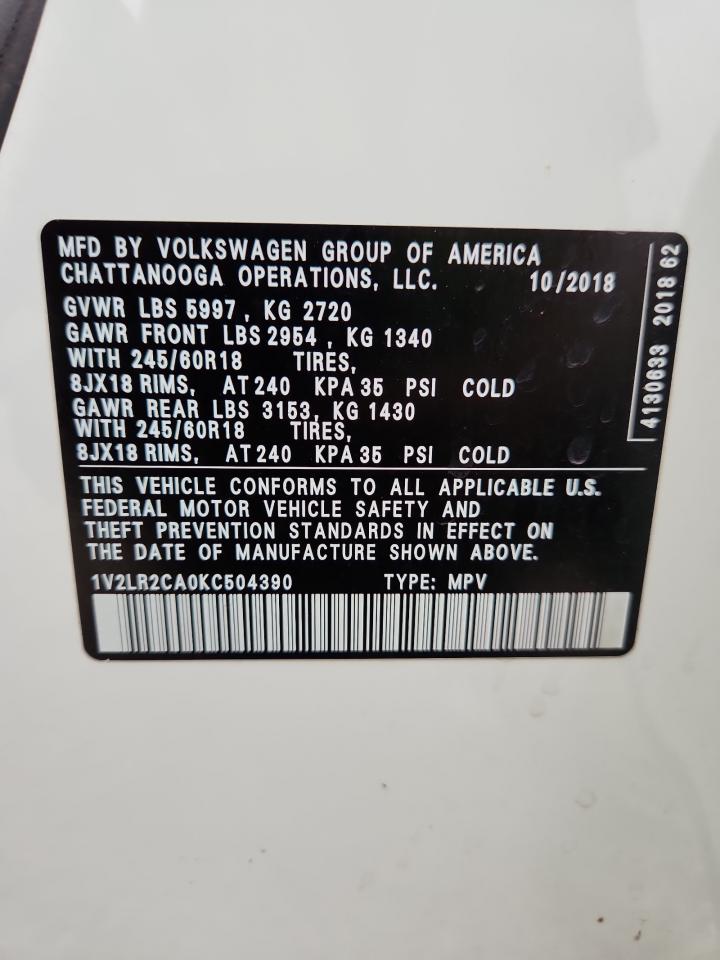 MFD BY VOLKSWAGEN GROUP OF AMERICA
CHATTANOOGA OPERATIONS, LLC. 10/2018
GVWR LBS 5997 , KG 2720
GAWR FRONT LBS 2954 , KG 1340
WITH 245/60R18 TIRES,
8JX18 RIMS, AT 240 KPA 35 PSI COLD
GAWR REAR LBS 3153, KG 1430
WITH 245/60R18 TIRES,
8JX18 RIMS, AT 240 KPA 35 PSI COLD
THIS VEHICLE CONFORMS TO ALL APPLICABLE U.S.
FEDERAL MOTOR VEHICLE SAFETY AND
THEFT PREVENTION STANDARDS IN EFFECT ON
THE DATE OF MANUFACTURE SHOWN ABOVE.
1V2LR2CA0KC504390 TYPE: MPV
4130633 2018 62